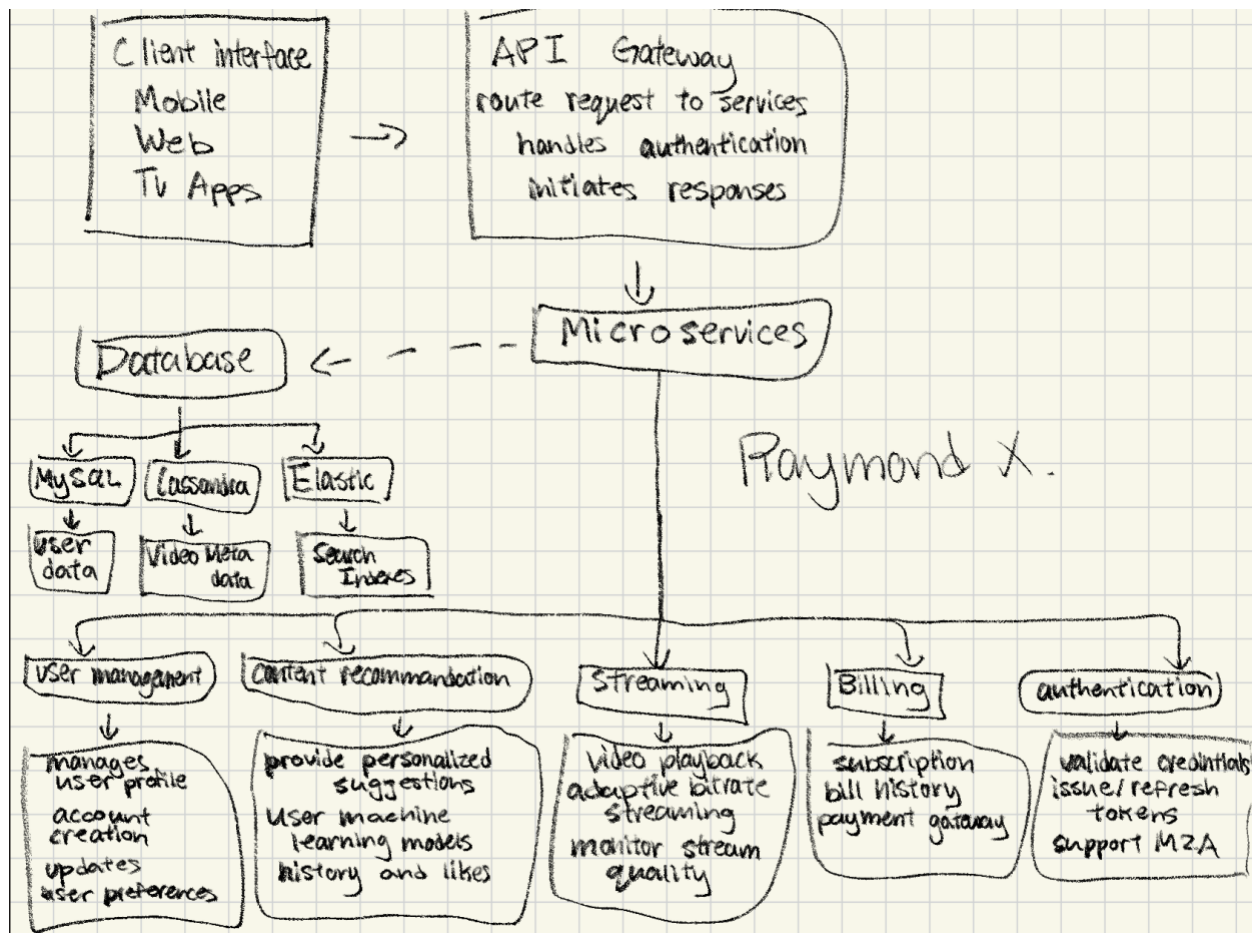 Client interface
Mobile
Web
TV Apps
API Gateway
route request to services
handles authentication
initiates responses
Microservices
Database
Raymond X.
MySQL
Cassandra
Elastic
user
data
Video Meta
data
Search
Indexes
user management
content recommandation
Streaming
Billing
authentication
manages
user profile
account
creation
updates
user preferences
provide personalized
suggestions
user machine
learning models
history and likes
video playback
adaptive bitrate
streaming
monitor stream
quality
subscription
bill history
payment gateway
validate credintials
issue/refresh
tokens
support M2A